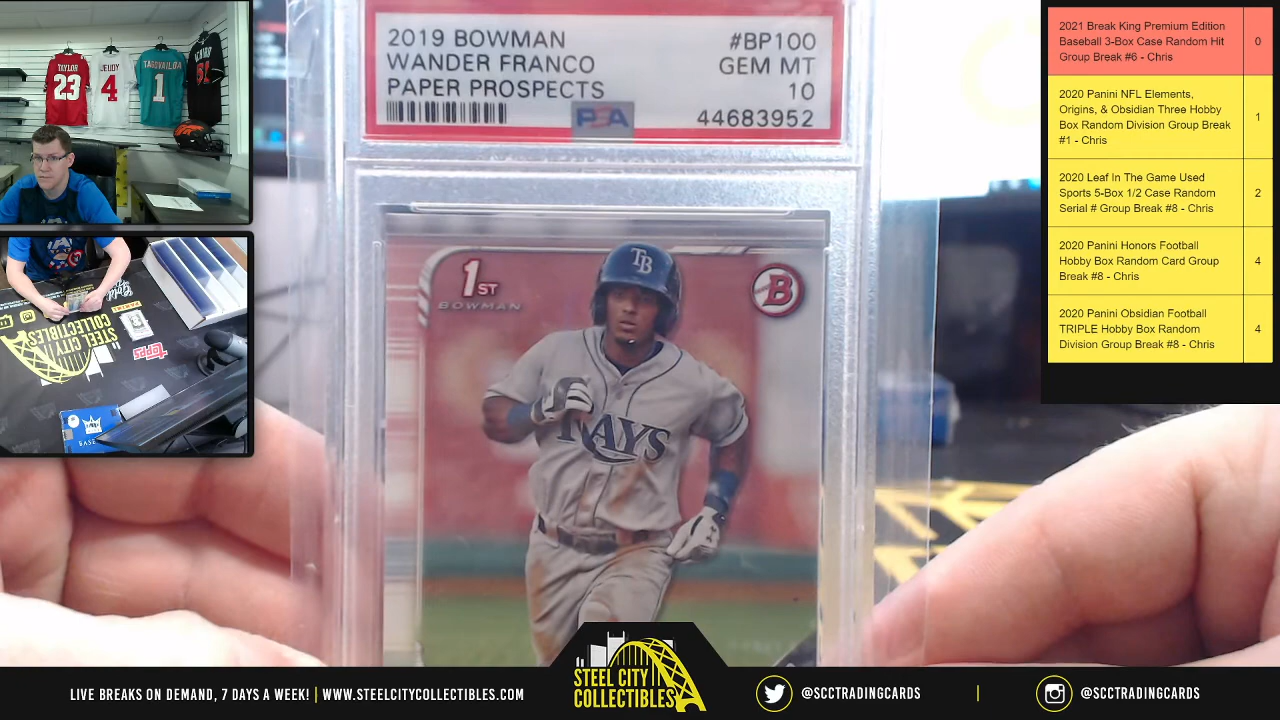 TAYLOR
23
JEUDY
4
TAGOVAILOA
1
2019 BOWMAN
WANDER FRANCO
PAPER PROSPECTS
#BP100
GEM MT
10
PSA
44683952
1ST
BOWMAN
B
TB
RAYS
STEEL CITY
COLLECTIBLES
Topps
BASE
2021 Break King Premium Edition
Baseball 3-Box Case Random Hit
Group Break #6 - Chris
0
2020 Panini NFL Elements,
Origins, & Obsidian Three Hobby
Box Random Division Group Break
#1 - Chris
1
2020 Leaf In The Game Used
Sports 5-Box 1/2 Case Random
Serial # Group Break #8 - Chris
2
2020 Panini Honors Football
Hobby Box Random Card Group
Break #8 - Chris
4
2020 Panini Obsidian Football
TRIPLE Hobby Box Random
Division Group Break #8 - Chris
4
LIVE BREAKS ON DEMAND, 7 DAYS A WEEK! | WWW.STEELCITYCOLLECTIBLES.COM
STEEL CITY
COLLECTIBLES
@SCCTRADINGCARDS | @SCCTRADINGCARDS